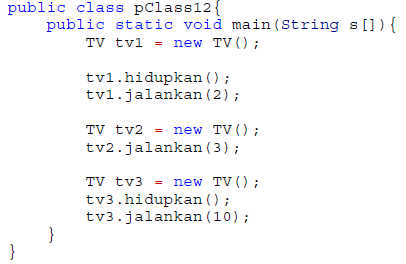 public class pClass12{
public static void main(String s[]){
TV tv1 = new TV();
tv1.hidupkan();
tv1.jalankan(2);
TV tv2 = new TV();
tv2.jalankan(3);
TV tv3 = new TV();
tv3.hidupkan();
tv3.jalankan(10);
}
}